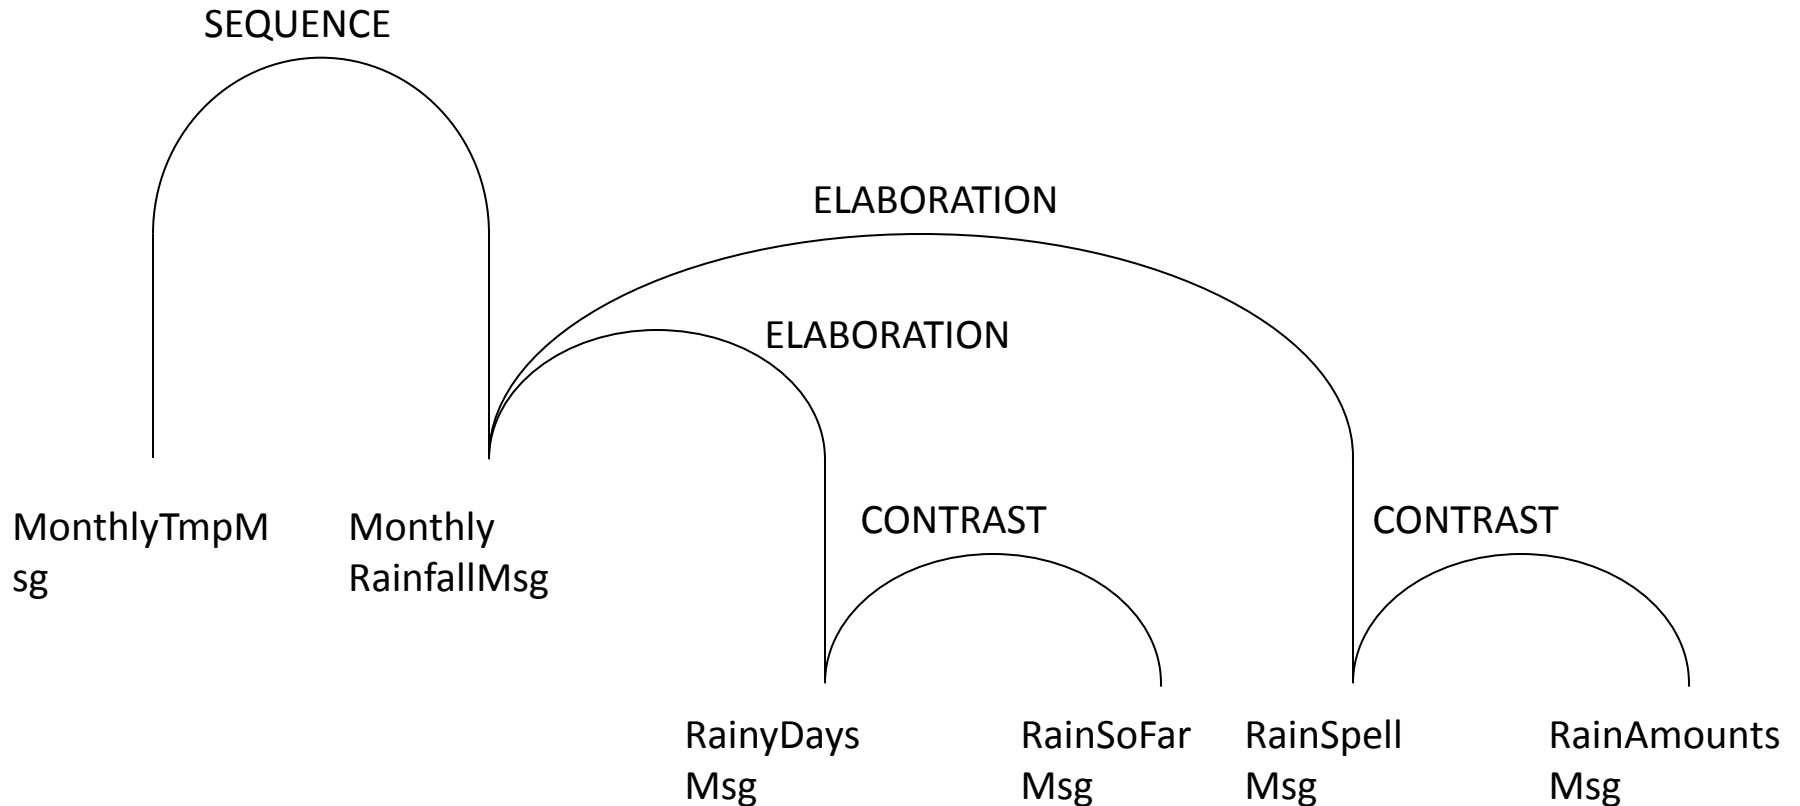 SEQUENCE
ELABORATION
ELABORATION
MonthlyTmpM
sg
Monthly
RainfallMsg
CONTRAST
CONTRAST
RainyDays
Msg
RainSoFar
Msg
RainSpell
Msg
RainAmounts
Msg